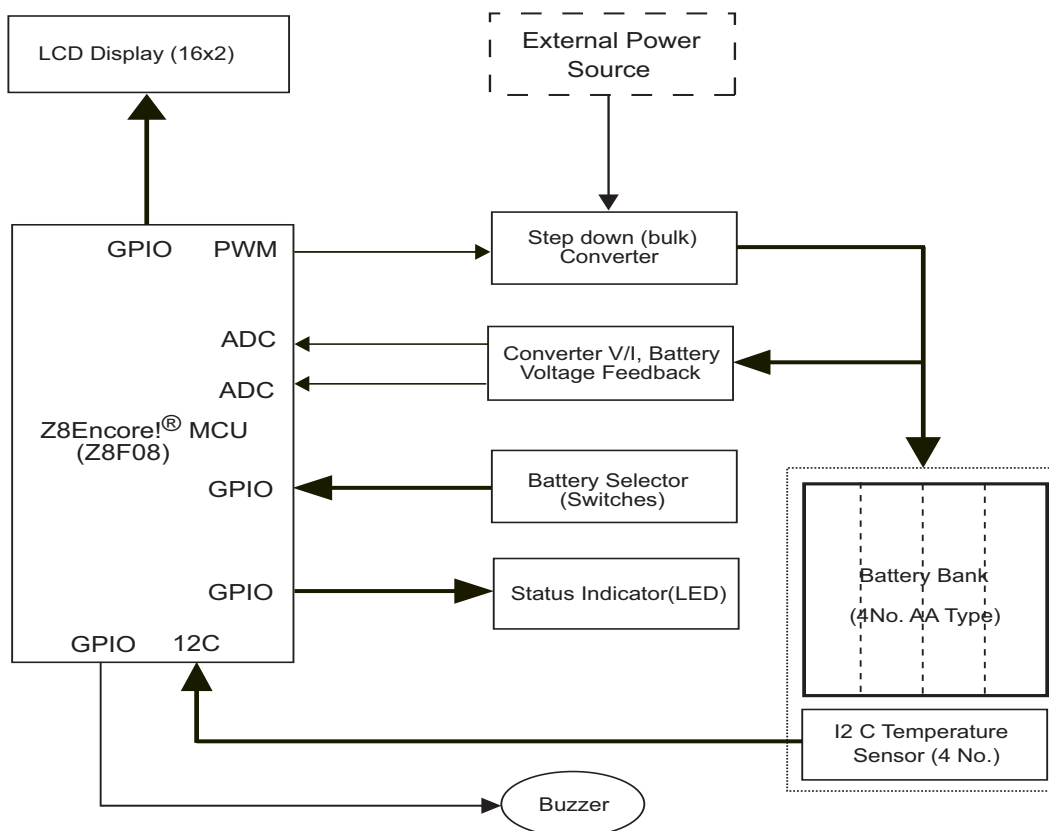 LCD Display (16x2)
External Power
Source
GPIO
PWM
Step down (bulk)
Converter
ADC
ADC
Converter V/I, Battery
Voltage Feedback
Z8Encore!® MCU
(Z8F08)
GPIO
Battery Selector
(Switches)
GPIO
Status Indicator(LED)
Battery Bank
(4No. AA Type)
GPIO
12C
I2 C Temperature
Sensor (4 No.)
Buzzer